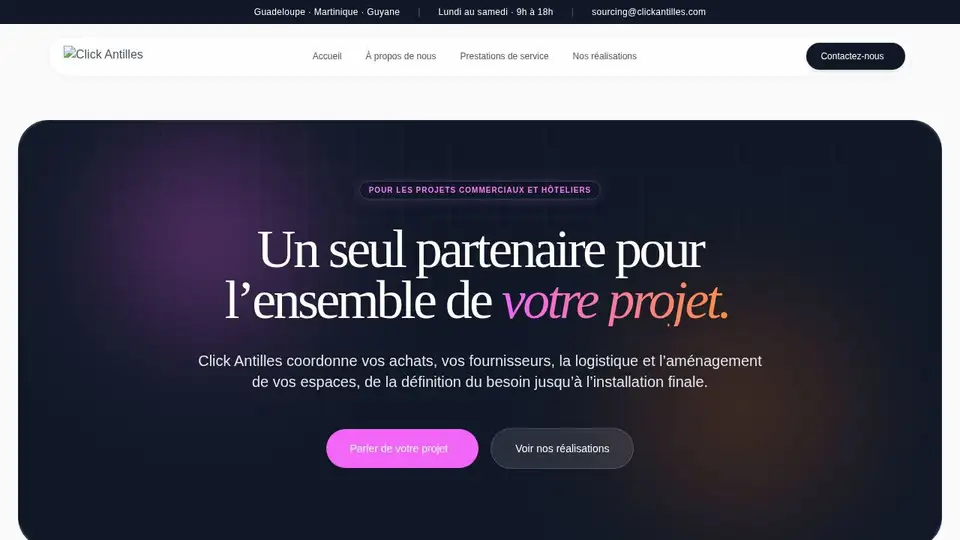 Guadeloupe · Martinique · Guyane | Lundi au samedi · 9h à 18h | sourcing@clickantilles.com
Click Antilles Accueil À propos de nous Prestations de service Nos réalisations Contactez-nous
POUR LES PROJETS COMMERCIAUX ET HÔTELIERS
Un seul partenaire pour
l’ensemble de votre projet.
Click Antilles coordonne vos achats, vos fournisseurs, la logistique et l’aménagement
de vos espaces, de la définition du besoin jusqu’à l’installation finale.
Parler de votre projet Voir nos réalisations